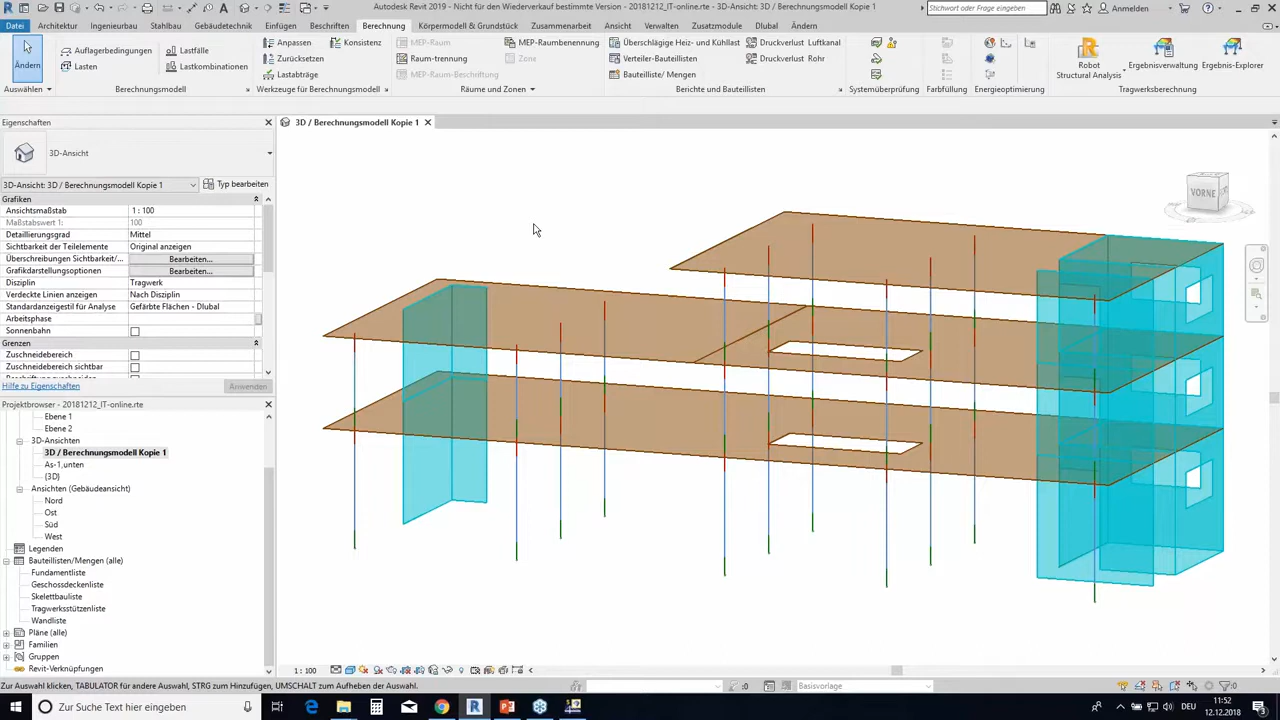 Autodesk Revit 2019 - Nicht für den Wiederverkauf bestimmte Version - 20181212_IT-online.rte - 3D-Ansicht: 3D / Berechnungsmodell Kopie 1
Stichwort oder Frage eingeben
Anmelden
Datei Architektur Ingenieurbau Stahlbau Gebäudetechnik Einfügen Beschriften Berechnung Körpermodell & Grundstück Zusammenarbeit Ansicht Verwalten Zusatzmodule Dlubal Ändern
Ändern
Auswählen
Auflagerbedingungen
Lasten
Lastfälle
Lastkombinationen
Berechnungsmodell
Anpassen
Zurücksetzen
Lastabträge
Konsistenz
Werkzeuge für Berechnungsmodell
MEP-Raum
Raum-trennung
MEP-Raum-Beschriftung
MEP-Raumbenennung
Zone
Räume und Zonen
Überschlägige Heiz- und Kühllast
Verteiler-Bauteillisten
Bauteilliste/ Mengen
Druckverlust Luftkanal
Druckverlust Rohr
Berichte und Bauteillisten
Systemüberprüfung
Farbfüllung
Energieoptimierung
Robot
Structural Analysis
Ergebnisverwaltung
Ergebnis-Explorer
Tragwerksberechnung
Eigenschaften
3D-Ansicht
3D-Ansicht: 3D / Berechnungsmodell Kopie 1
Typ bearbeiten
Grafiken
Ansichtsmaßstab 1 : 100
Maßstabswert 1: 100
Detaillierungsgrad Mittel
Sichtbarkeit der Teilelemente Original anzeigen
Überschreibungen Sichtbarkeit/... Bearbeiten...
Grafikdarstellungsoptionen Bearbeiten...
Disziplin Tragwerk
Verdeckte Linien anzeigen Nach Disziplin
Standardanzeigestil für Analyse Gefärbte Flächen - Dlubal
Arbeitsphase
Sonnenbahn
Grenzen
Zuschneidebereich
Zuschneidebereich sichtbar
Hilfe zu Eigenschaften
Anwenden
Projektbrowser - 20181212_IT-online.rte
Ebene 1
Ebene 2
3D-Ansichten
3D / Berechnungsmodell Kopie 1
As-1,unten
{3D}
Ansichten (Gebäudeansicht)
Nord
Ost
Süd
West
Legenden
Bauteillisten/Mengen (alle)
Fundamentliste
Geschossdeckenliste
Skelettbauliste
Tragwerksstützenliste
Wandliste
Pläne (alle)
Familien
Gruppen
Revit-Verknüpfungen
3D / Berechnungsmodell Kopie 1
VORNE
1 : 100
Zur Auswahl klicken, TABULATOR für andere Auswahl, STRG zum Hinzufügen, UMSCHALT zum Aufheben der Auswahl.
:0
Basisvorlage
:0
Zur Suche Text hier eingeben
11:52
12.12.2018